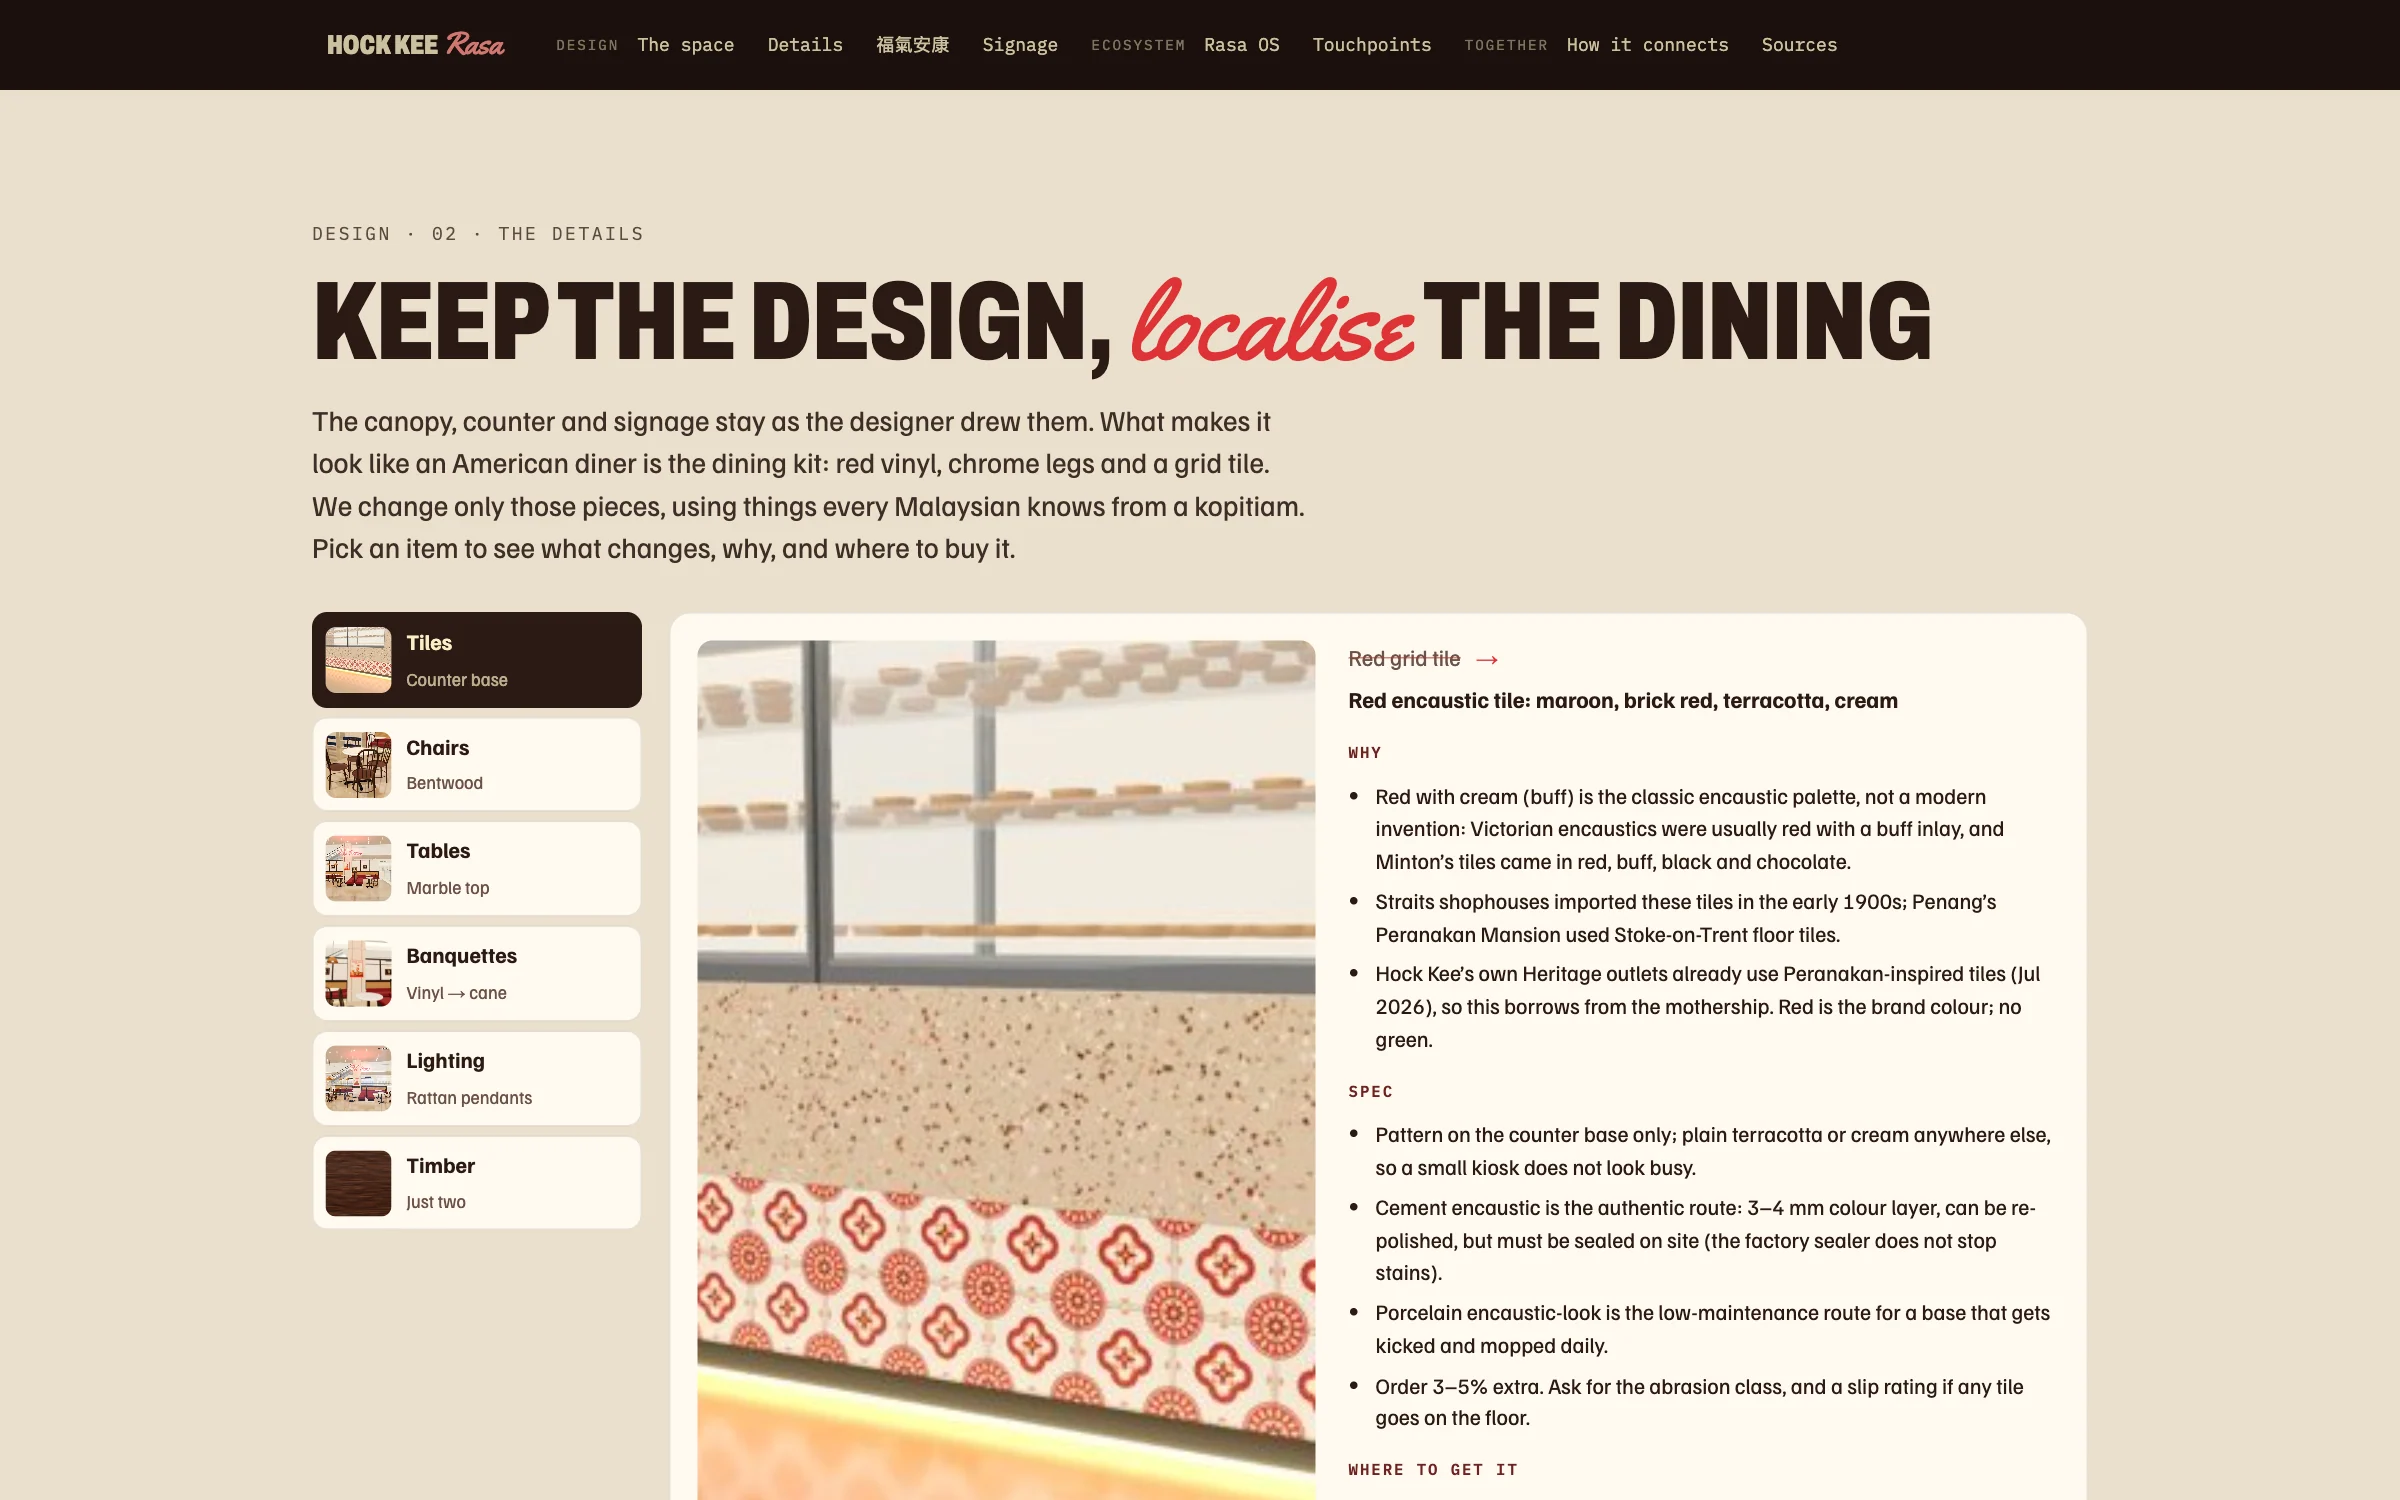 HOCK KEE Rasa DESIGN The space Details 福氣安康 Signage ECOSYSTEM Rasa OS Touchpoints TOGETHER How it connects Sources
DESIGN · 02 · THE DETAILS
KEEP THE DESIGN, localise THE DINING
The canopy, counter and signage stay as the designer drew them. What makes it
look like an American diner is the dining kit: red vinyl, chrome legs and a grid tile.
We change only those pieces, using things every Malaysian knows from a kopitiam.
Pick an item to see what changes, why, and where to buy it.
Tiles
Counter base
Chairs
Bentwood
Tables
Marble top
Banquettes
Vinyl → cane
Lighting
Rattan pendants
Timber
Just two
Red grid tile →
Red encaustic tile: maroon, brick red, terracotta, cream
WHY
• Red with cream (buff) is the classic encaustic palette, not a modern
invention: Victorian encaustics were usually red with a buff inlay, and
Minton’s tiles came in red, buff, black and chocolate.
• Straits shophouses imported these tiles in the early 1900s; Penang’s
Peranakan Mansion used Stoke-on-Trent floor tiles.
• Hock Kee’s own Heritage outlets already use Peranakan-inspired tiles (Jul
2026), so this borrows from the mothership. Red is the brand colour; no
green.
SPEC
• Pattern on the counter base only; plain terracotta or cream anywhere else,
so a small kiosk does not look busy.
• Cement encaustic is the authentic route: 3–4 mm colour layer, can be re-
polished, but must be sealed on site (the factory sealer does not stop
stains).
• Porcelain encaustic-look is the low-maintenance route for a base that gets
kicked and mopped daily.
• Order 3–5% extra. Ask for the abrasion class, and a slip rating if any tile
goes on the floor.
WHERE TO GET IT